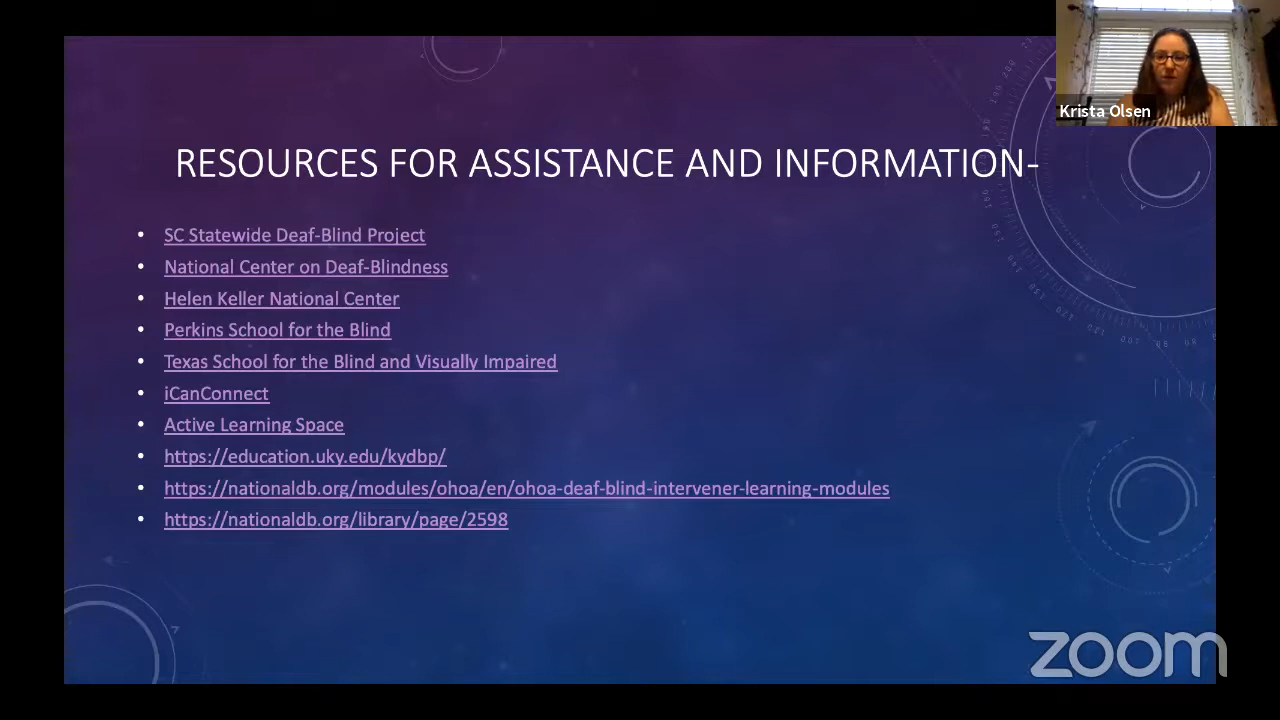 Krista Olsen
RESOURCES FOR ASSISTANCE AND INFORMATION-
• SC Statewide Deaf-Blind Project
• National Center on Deaf-Blindness
• Helen Keller National Center
• Perkins School for the Blind
• Texas School for the Blind and Visually Impaired
• iCanConnect
• Active Learning Space
• https://education.uky.edu/kydbp/
• https://nationaldb.org/modules/ohoa/en/ohoa-deaf-blind-intervener-learning-modules
• https://nationaldb.org/library/page/2598
zoom